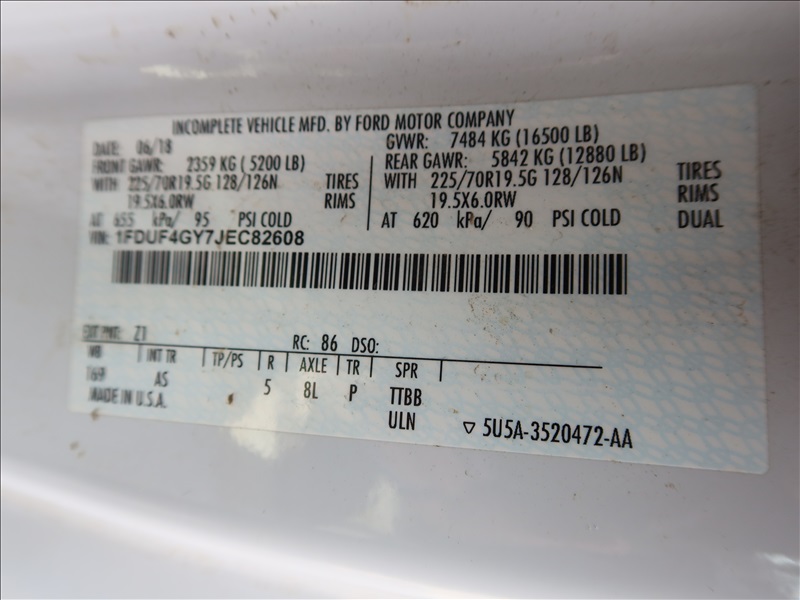 INCOMPLETE VEHICLE MFD. BY FORD MOTOR COMPANY
DATE: 06/18 GVWR: 7484 KG (16500 LB)
FRONT GAWR: 2359 KG (5200 LB) REAR GAWR: 5842 KG (12880 LB)
WITH 225/70R19.5G 128/126N TIRES WITH 225/70R19.5G 128/126N TIRES
19.5X6.0RW RIMS 19.5X6.0RW RIMS
AT 655 kPa/ 95 PSI COLD AT 620 kPa/ 90 PSI COLD DUAL
VIN: 1FDUF4GY7JEC82608
EXT PNT: Z1 RC: 86 DSO:
WB INT TR TP/PS R AXLE TR SPR
169 AS 5 8L P TTBB
MADE IN U.S.A. ULN
▽ 5U5A-3520472-AA